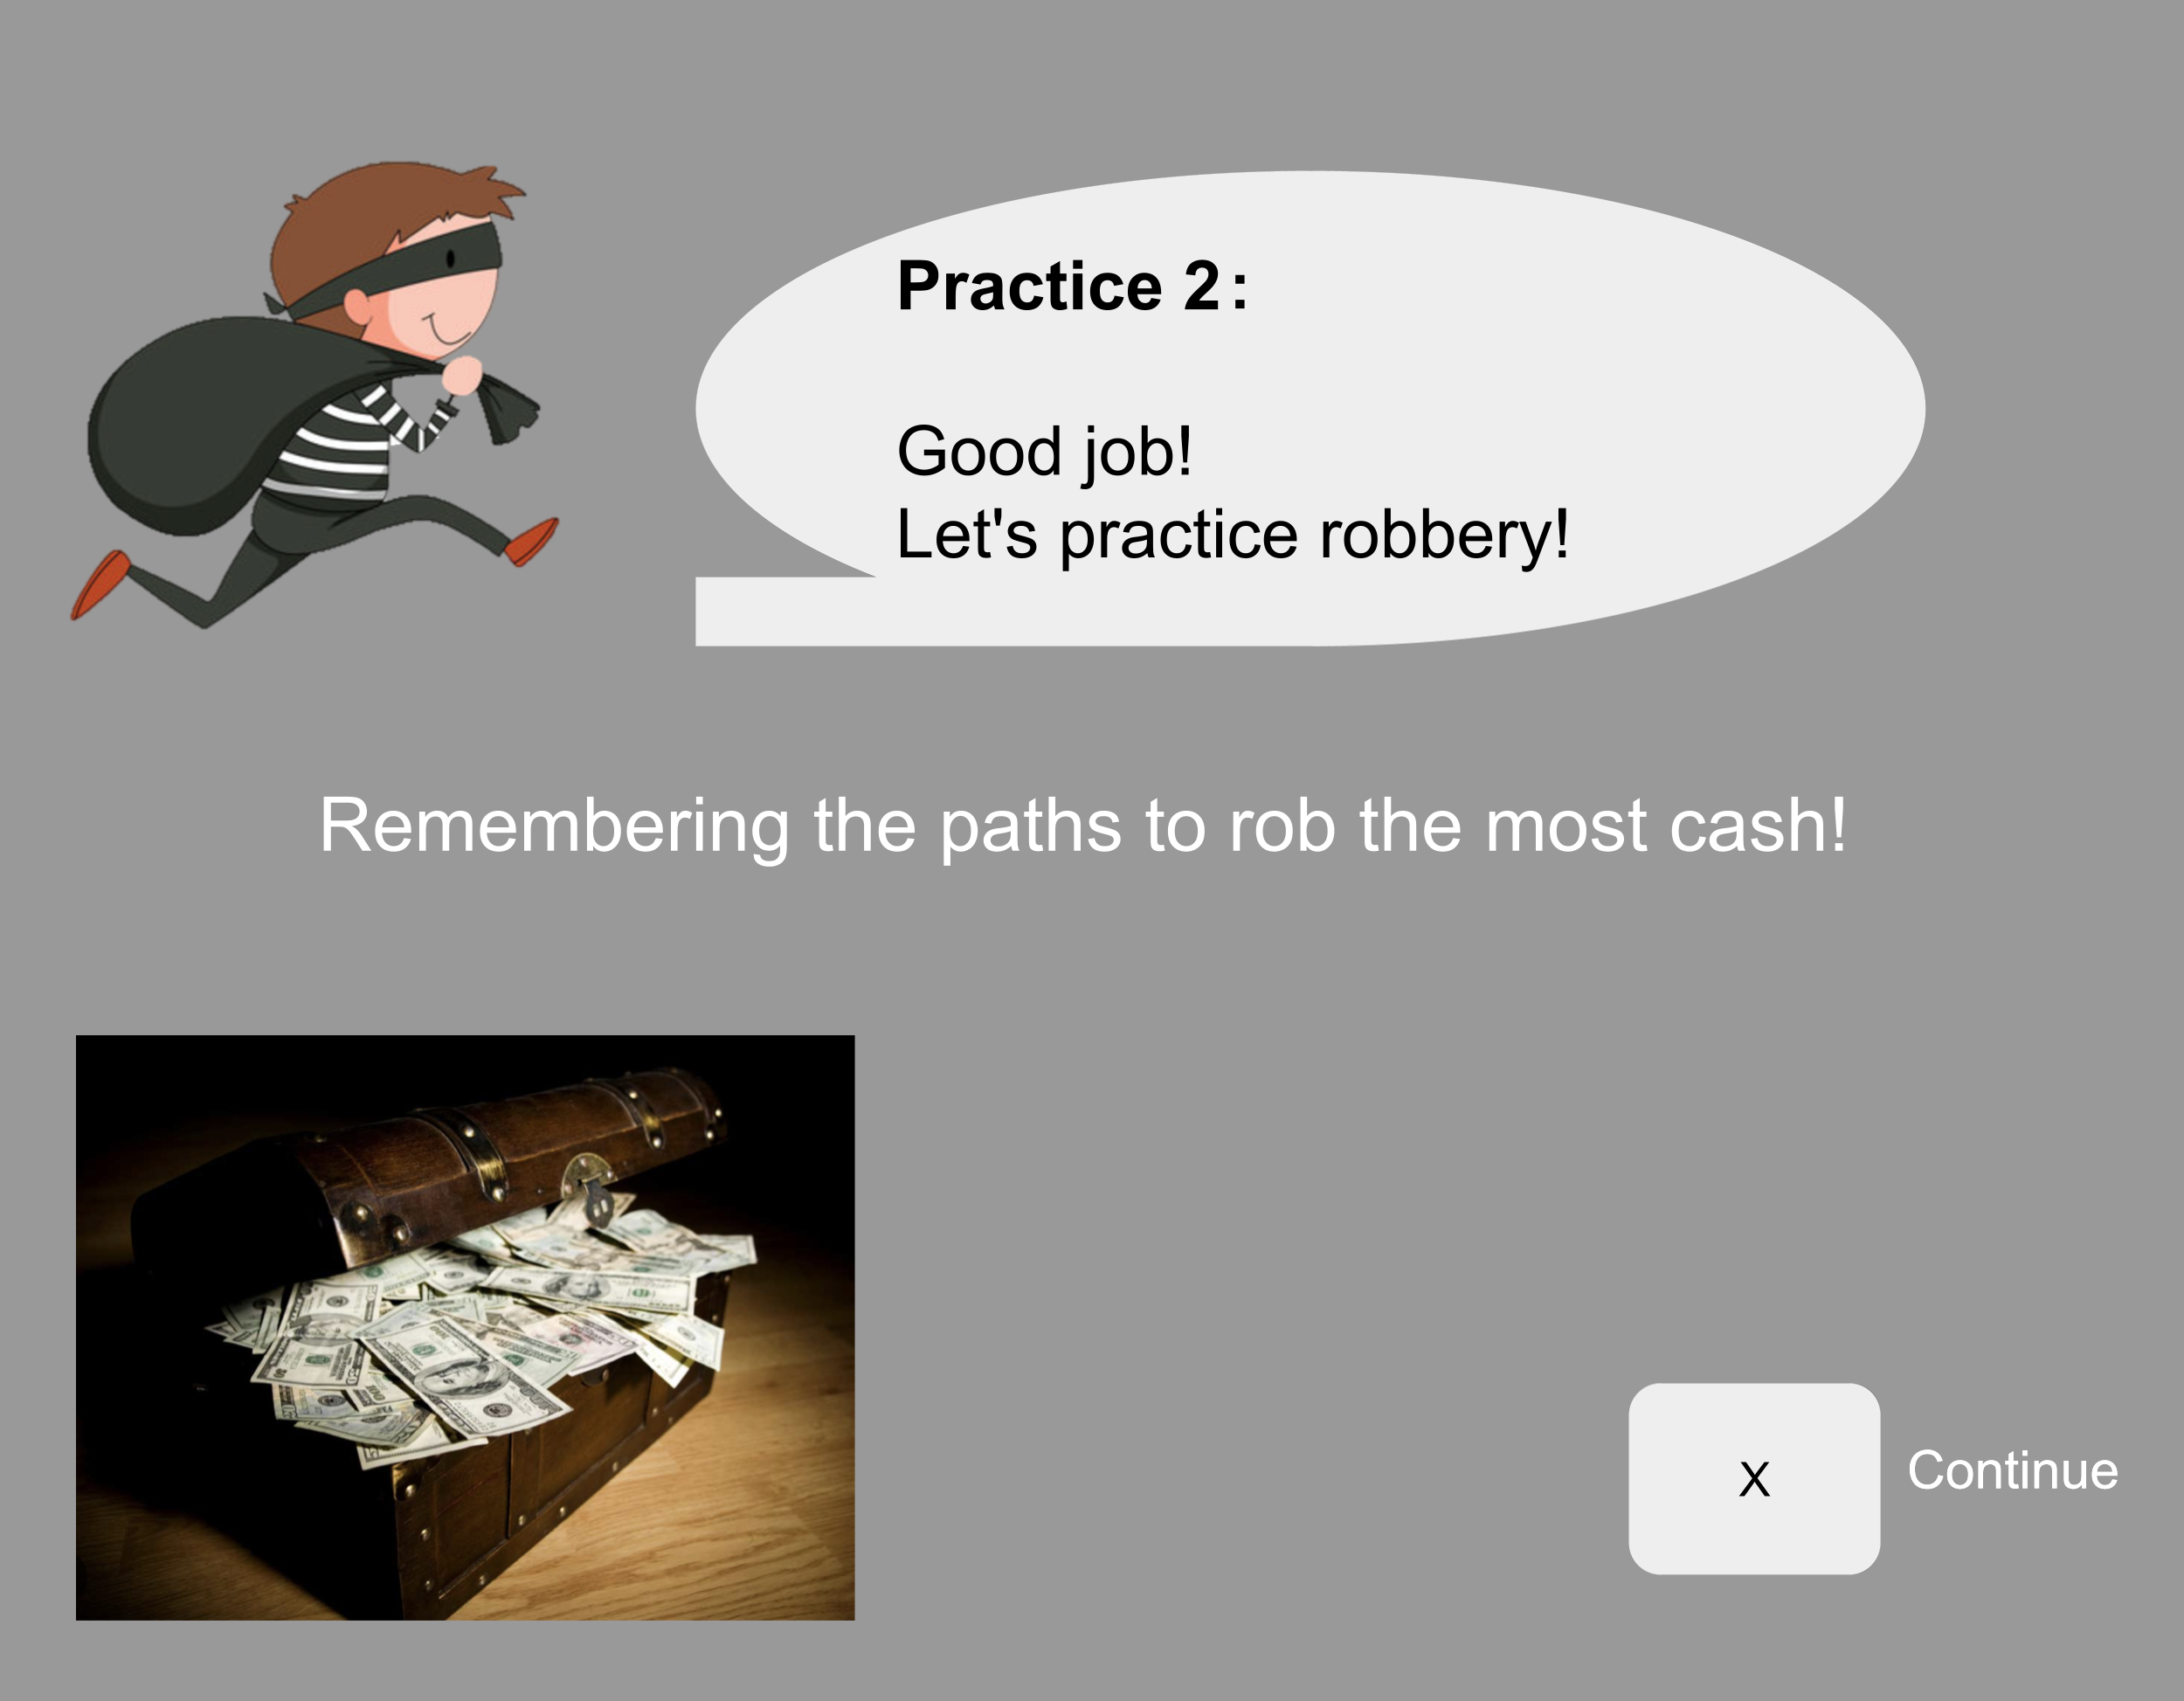 Practice 2:
Good job!
Let's practice robbery!
Remembering the paths to rob the most cash!
X
Continue